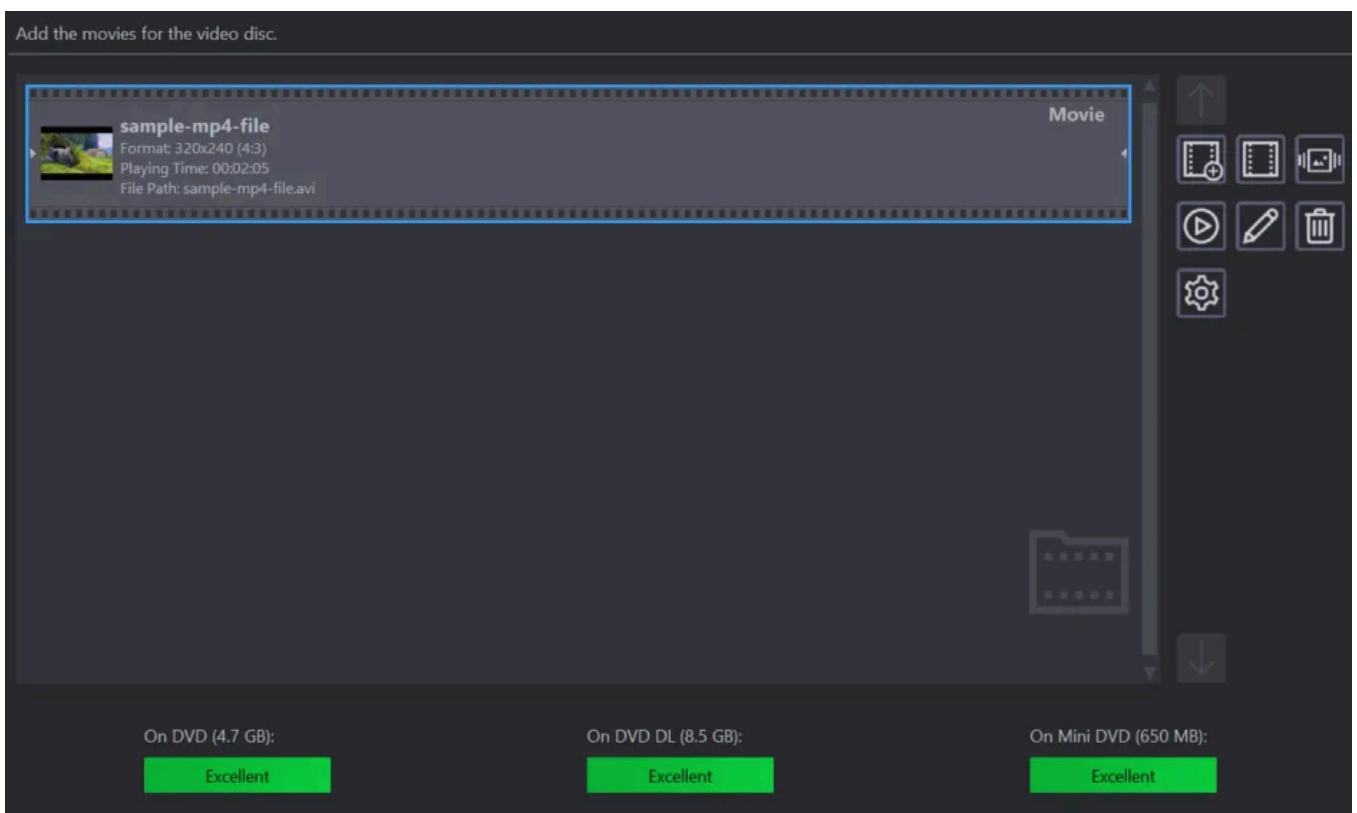 Add the movies for the video disc.
Movie
sample-mp4-file
Format: 320x240 (4:3)
Playing Time: 00:02:05
File Path: sample-mp4-file.avi
On DVD (4.7 GB):
On DVD DL (8.5 GB):
On Mini DVD (650 MB):
Excellent
Excellent
Excellent